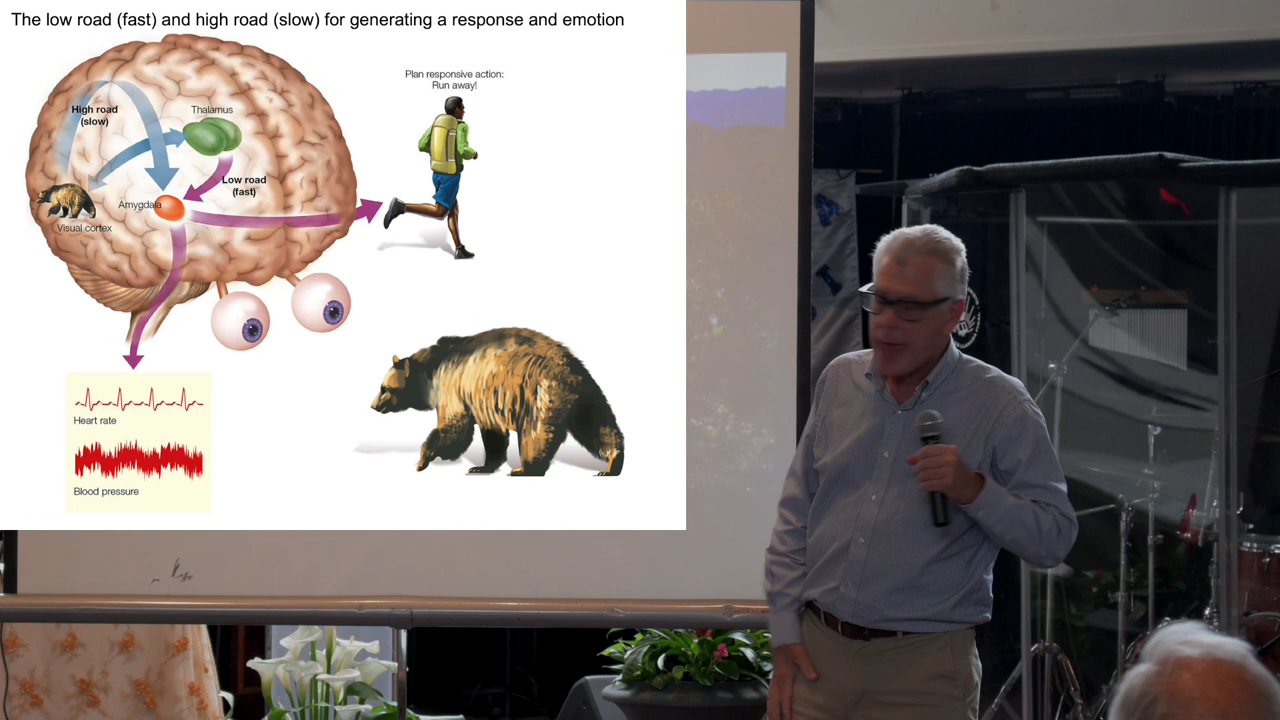 The low road (fast) and high road (slow) for generating a response and emotion
Plan responsive action:
Run away!
High road
(slow)
Thalamus
Low road
(fast)
Amygdala
Visual cortex
Heart rate
Blood pressure